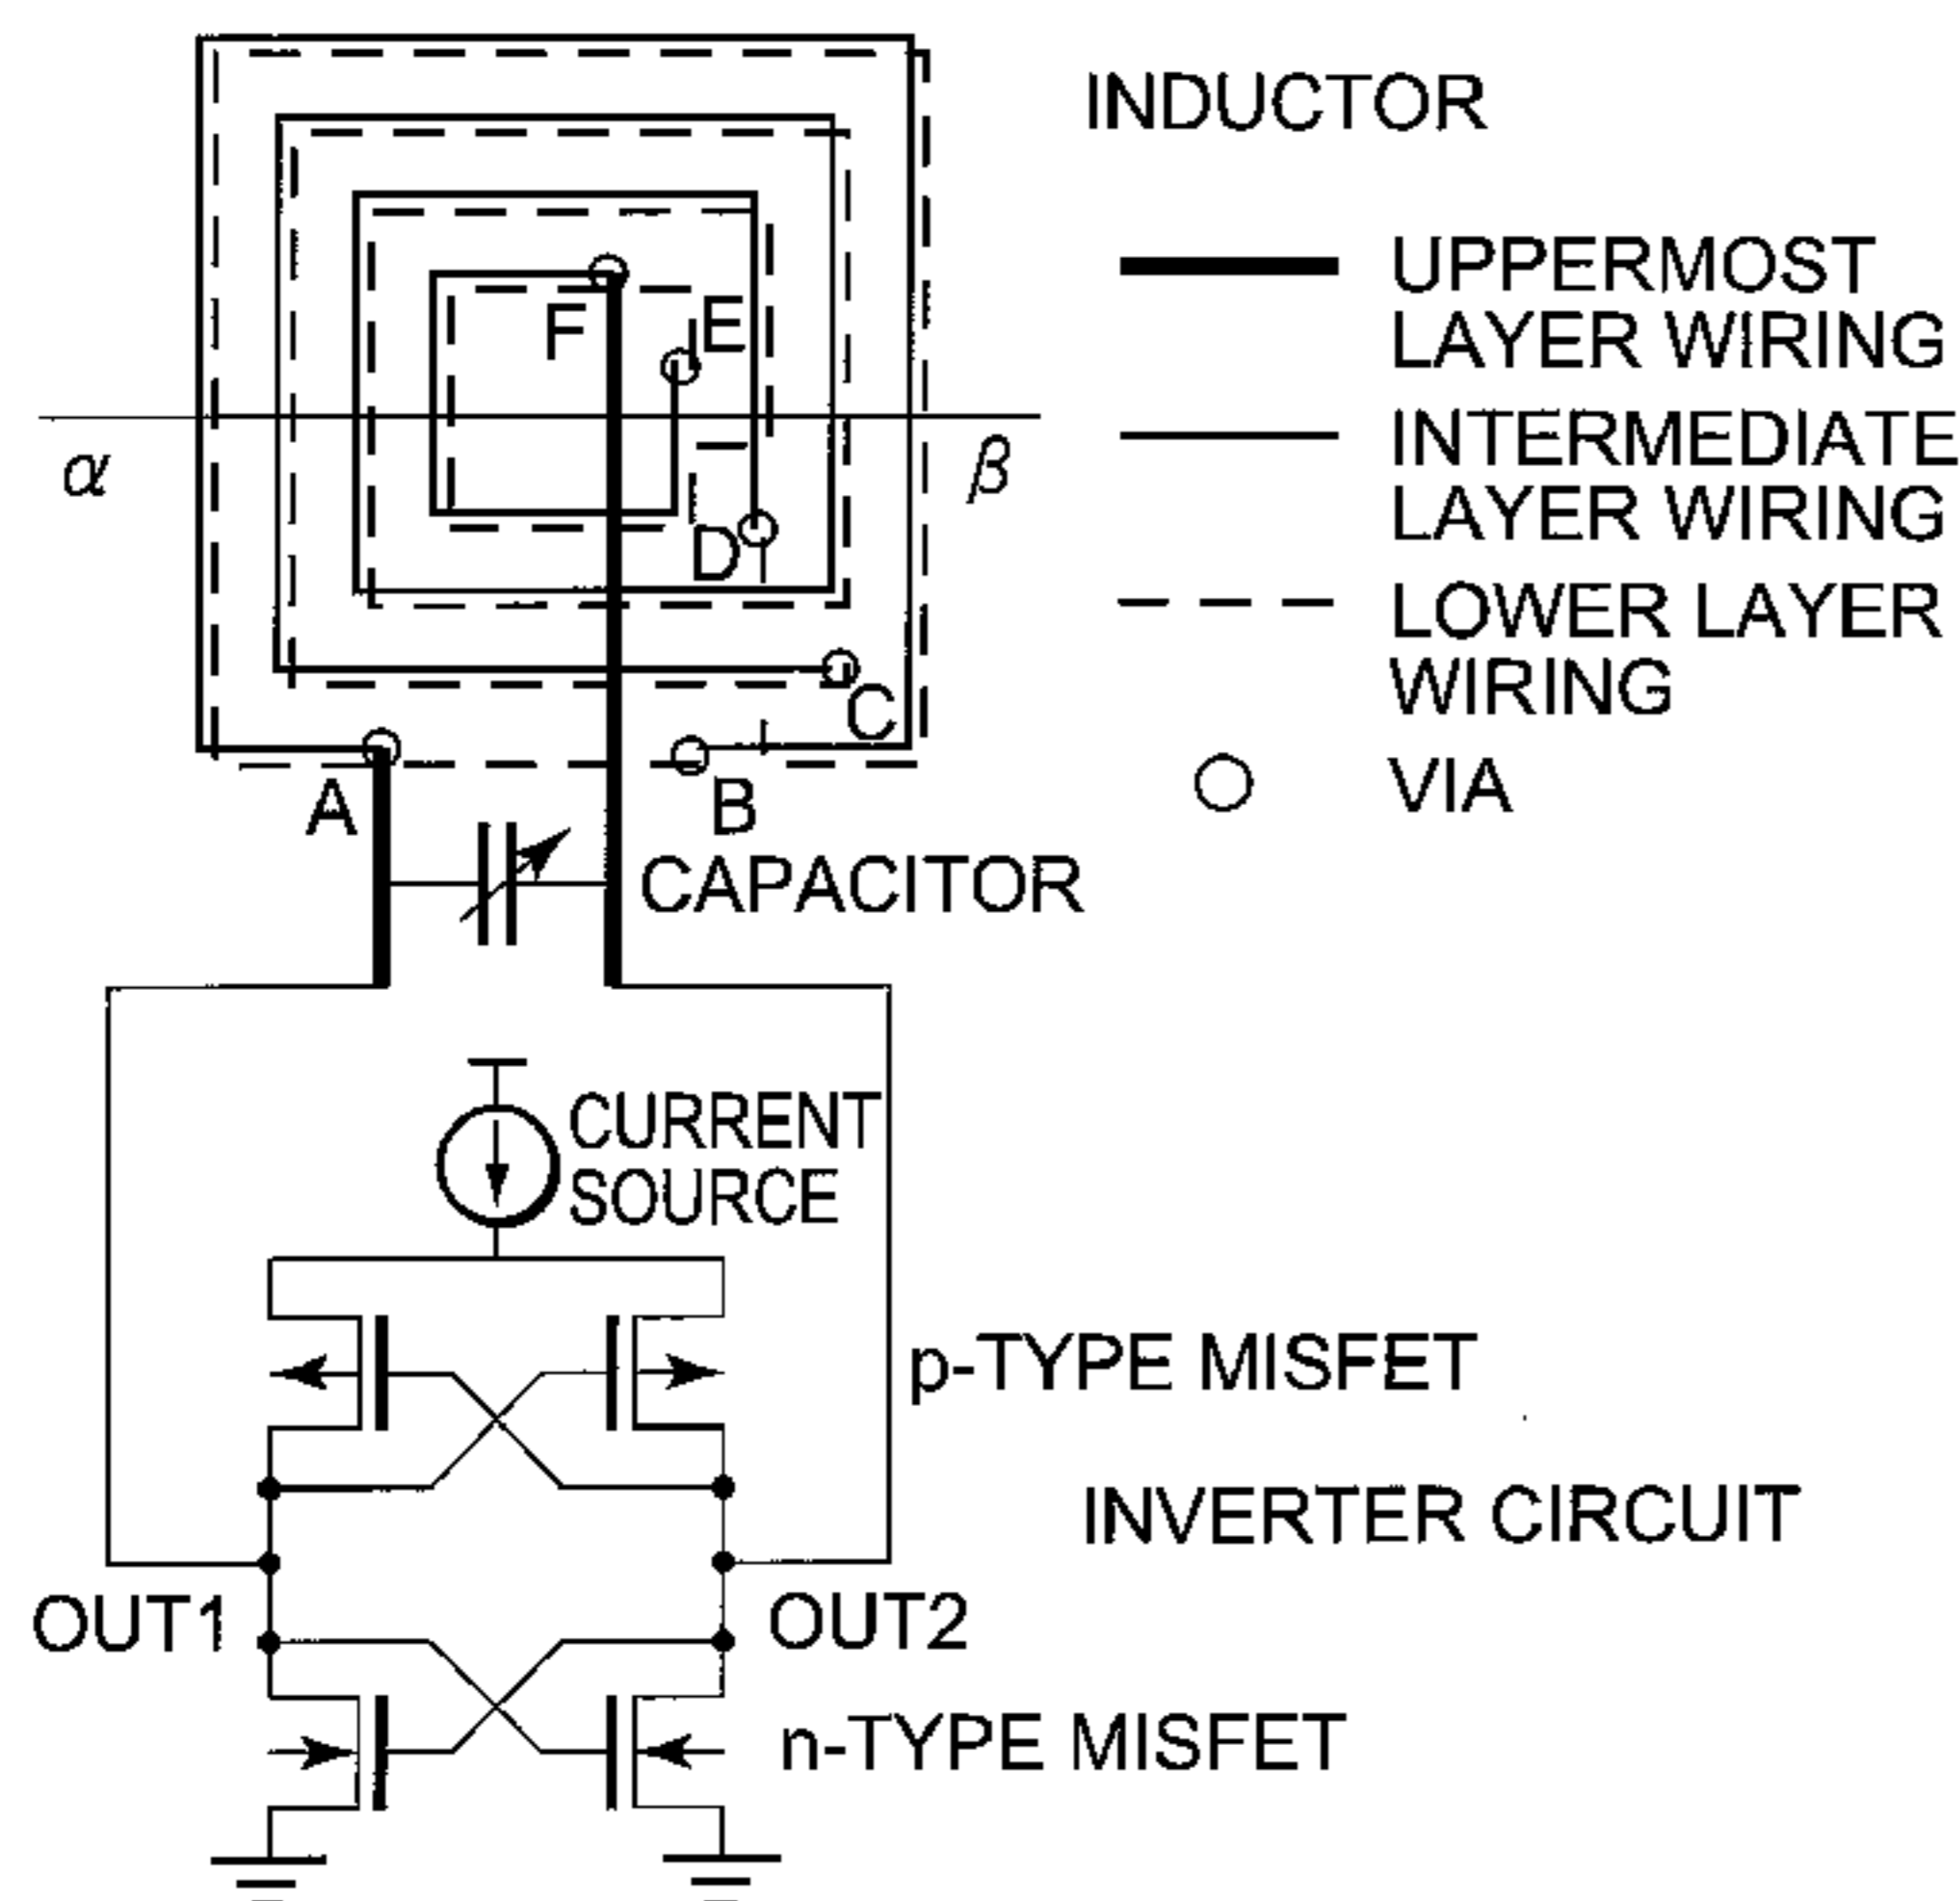 INDUCTOR
UPPERMOST
LAYER WIRING
INTERMEDIATE
LAYER WIRING
LOWER LAYER
WIRING
VIA
F
E
α
β
D
C
A
B
CAPACITOR
CURRENT
SOURCE
p-TYPE MISFET
INVERTER CIRCUIT
OUT1
OUT2
n-TYPE MISFET